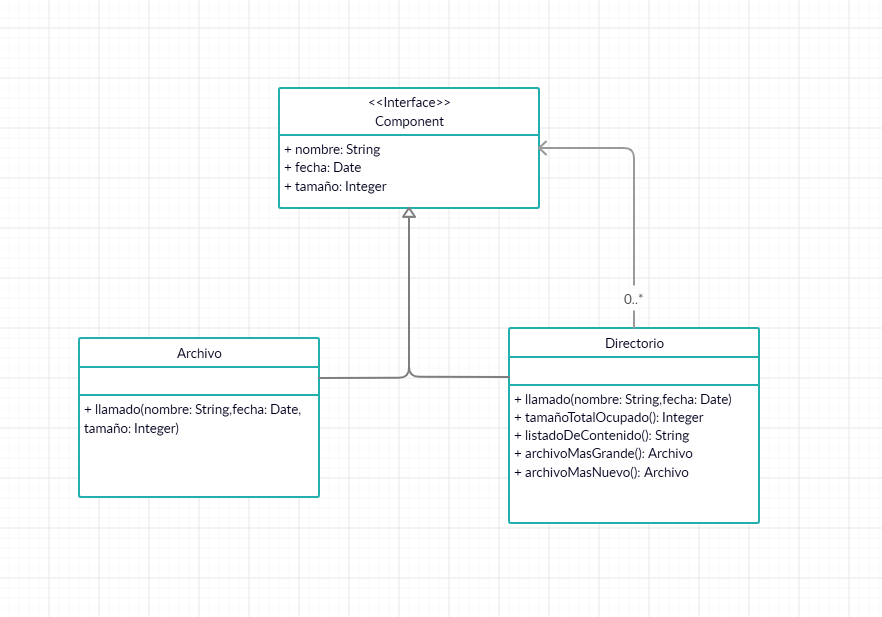 <<Interface>>
Component
+ nombre: String
+ fecha: Date
+ tamaño: Integer
0..*
Archivo
+ llamado(nombre: String,fecha: Date,
tamaño: Integer)
Directorio
+ llamado(nombre: String,fecha: Date)
+ tamañoTotalOcupado(): Integer
+ listadoDeContenido(): String
+ archivoMasGrande(): Archivo
+ archivoMasNuevo(): Archivo